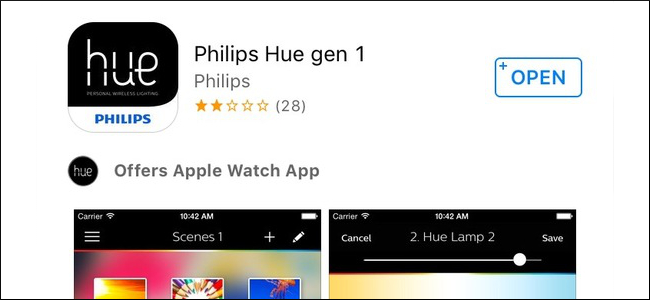 hue
PERSONAL WIRELESS LIGHTING
PHILIPS
Philips Hue gen 1
Philips
(28)
+ OPEN
hue
Offers Apple Watch App
Carrier 10:42 AM
Scenes 1 +
Carrier 10:42 AM
Cancel 2. Hue Lamp 2 Save